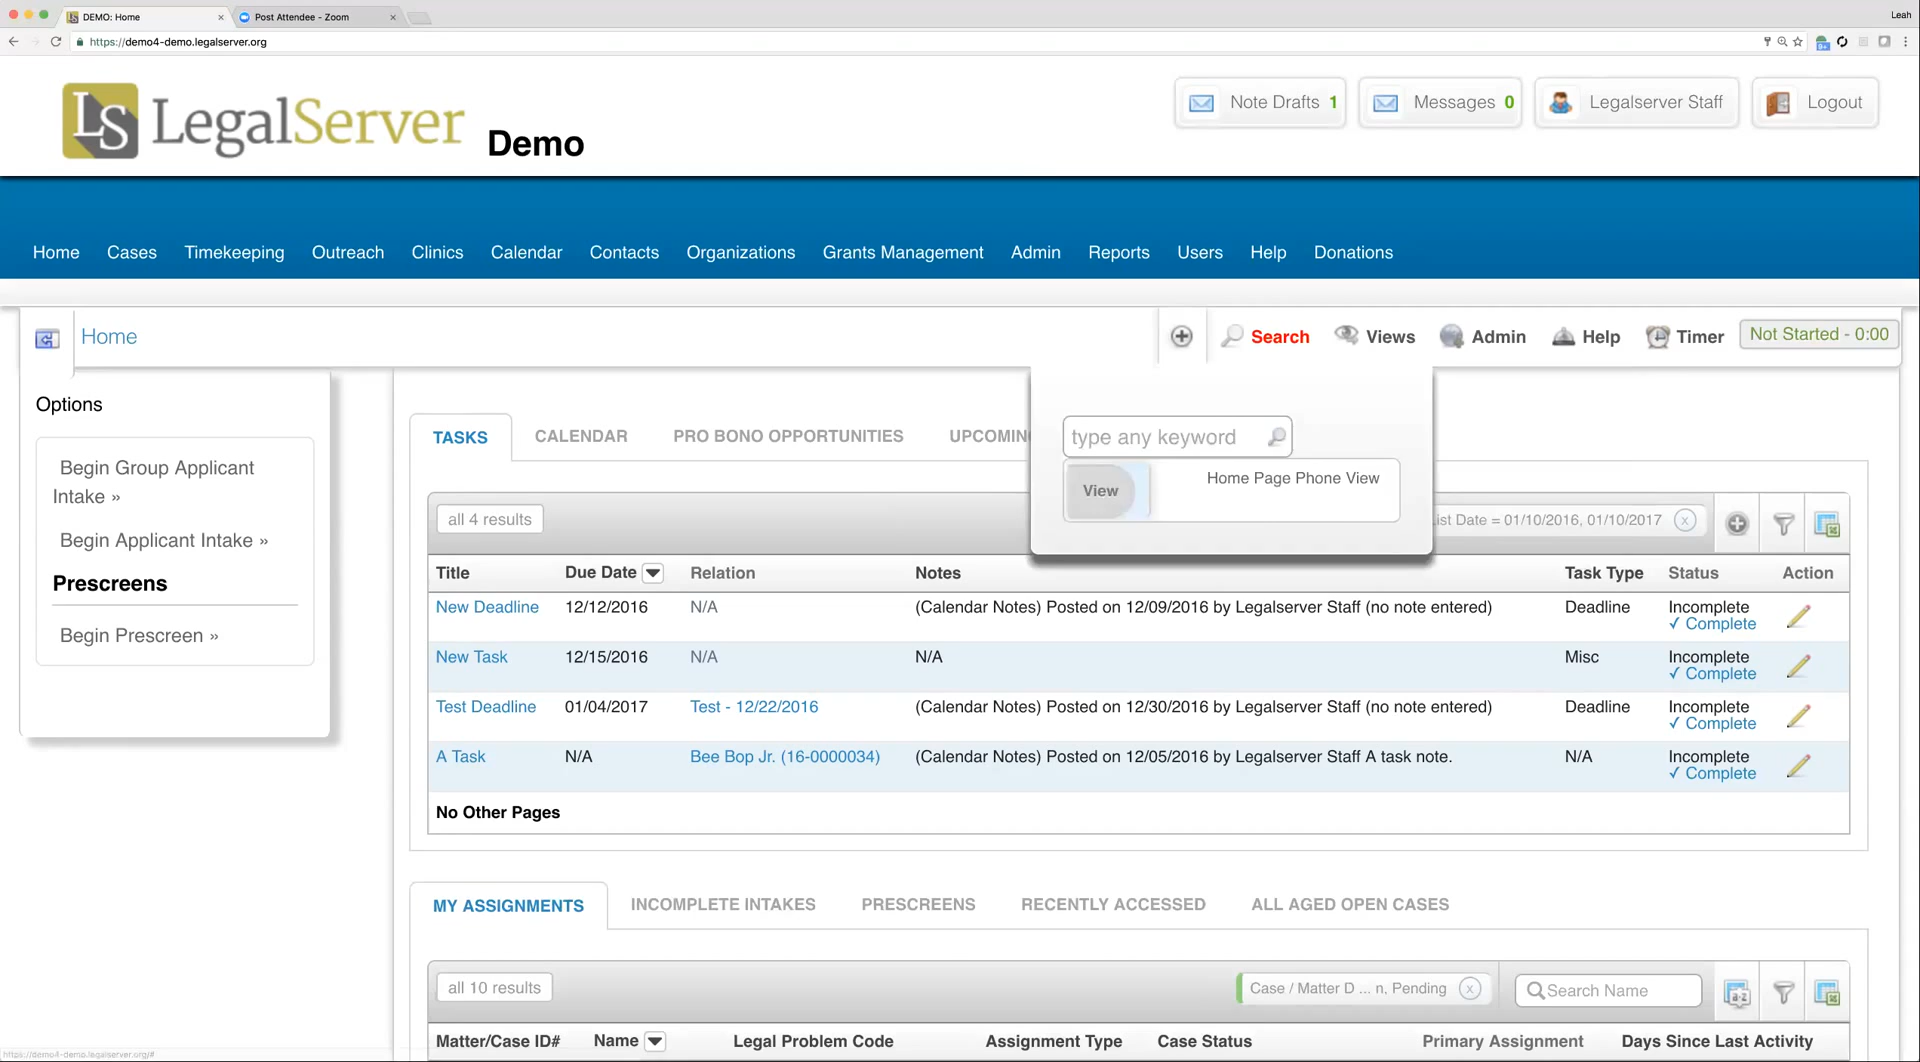 DEMO: Home
Post Attendee - Zoom
Leah
https://demo4-demo.legalserver.org
LS LegalServer Demo
Note Drafts 1
Messages 0
Legalserver Staff
Logout
Home Cases Timekeeping Outreach Clinics Calendar Contacts Organizations Grants Management Admin Reports Users Help Donations
Home
Search Views Admin Help Timer Not Started - 0:00
Options
Begin Group Applicant
Intake »
Begin Applicant Intake »
Prescreens
Begin Prescreen »
TASKS CALENDAR PRO BONO OPPORTUNITIES UPCOMIN
type any keyword
View Home Page Phone View
all 4 results
ist Date = 01/10/2016, 01/10/2017 x
Title Due Date Relation Notes Task Type Status Action
New Deadline 12/12/2016 N/A (Calendar Notes) Posted on 12/09/2016 by Legalserver Staff (no note entered) Deadline Incomplete
✓ Complete
New Task 12/15/2016 N/A N/A Misc Incomplete
✓ Complete
Test Deadline 01/04/2017 Test - 12/22/2016 (Calendar Notes) Posted on 12/30/2016 by Legalserver Staff (no note entered) Deadline Incomplete
✓ Complete
A Task N/A Bee Bop Jr. (16-0000034) (Calendar Notes) Posted on 12/05/2016 by Legalserver Staff A task note. N/A Incomplete
✓ Complete
No Other Pages
MY ASSIGNMENTS INCOMPLETE INTAKES PRESCREENS RECENTLY ACCESSED ALL AGED OPEN CASES
all 10 results
Case / Matter D ... n, Pending x
Search Name
Matter/Case ID# Name Legal Problem Code Assignment Type Case Status Primary Assignment Days Since Last Activity
https://demo4-demo.legalserver.org/#